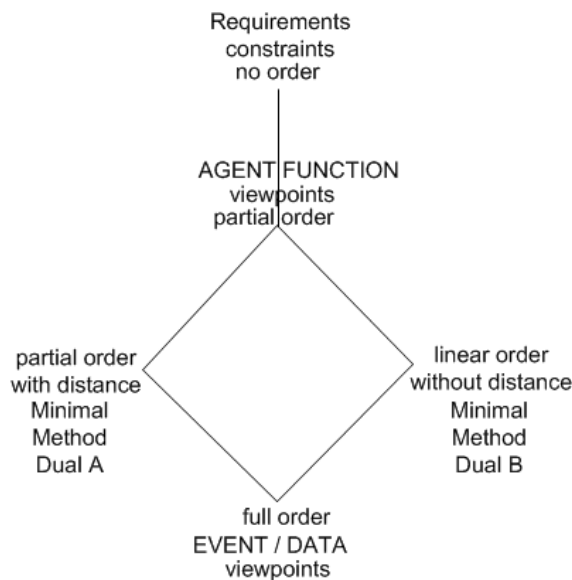 Requirements
constraints
no order
AGENT FUNCTION
viewpoints
partial order
partial order
with distance
Minimal
Method
Dual A
linear order
without distance
Minimal
Method
Dual B
full order
EVENT / DATA
viewpoints